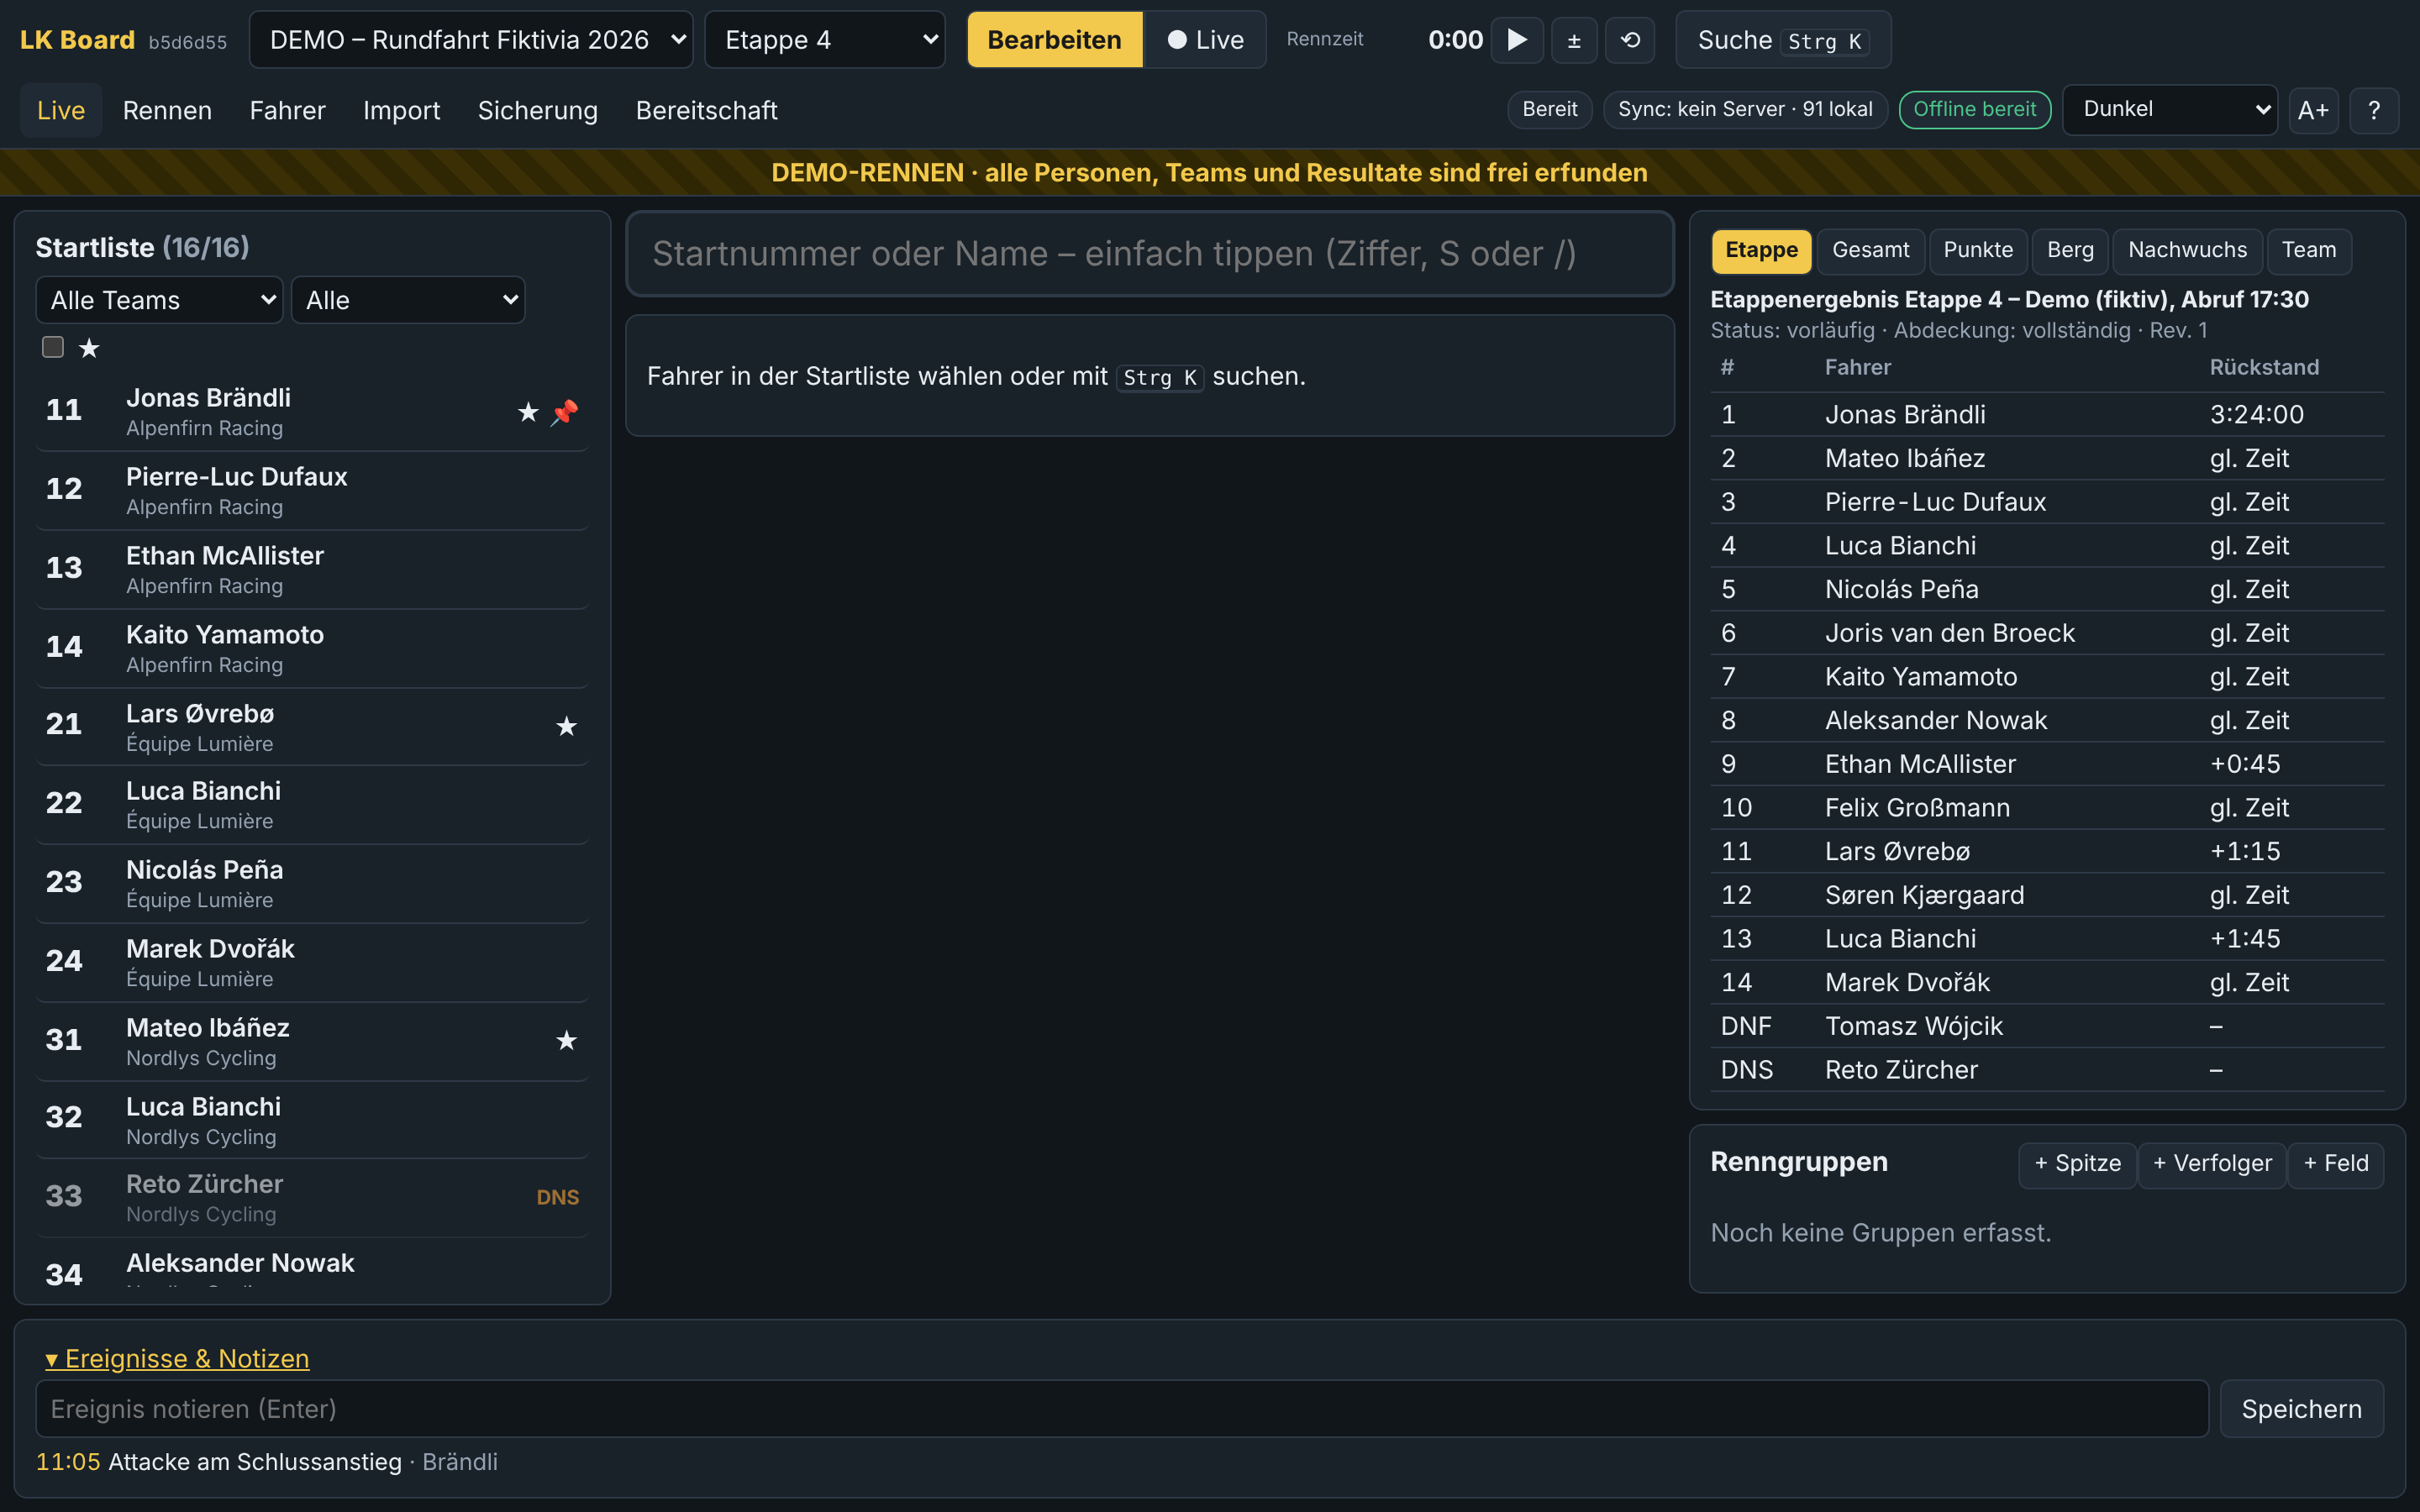 LK Board b5d6d55 DEMO – Rundfahrt Fiktivia 2026 Etappe 4 Bearbeiten Live Rennzeit 0:00 ± Suche Strg K
Live Rennen Fahrer Import Sicherung Bereitschaft Bereit Sync: kein Server · 91 lokal Offline bereit Dunkel A+ ?
DEMO-RENNEN · alle Personen, Teams und Resultate sind frei erfunden
Startliste (16/16)
Alle Teams Alle
★
11 Jonas Brändli ★ 📌
Alpenfirn Racing
12 Pierre-Luc Dufaux
Alpenfirn Racing
13 Ethan McAllister
Alpenfirn Racing
14 Kaito Yamamoto
Alpenfirn Racing
21 Lars Øvrebø ★
Équipe Lumière
22 Luca Bianchi
Équipe Lumière
23 Nicolás Peña
Équipe Lumière
24 Marek Dvořák
Équipe Lumière
31 Mateo Ibáñez ★
Nordlys Cycling
32 Luca Bianchi
Nordlys Cycling
33 Reto Zürcher DNS
Nordlys Cycling
34 Aleksander Nowak
Startnummer oder Name – einfach tippen (Ziffer, S oder /)
Fahrer in der Startliste wählen oder mit Strg K suchen.
Etappe Gesamt Punkte Berg Nachwuchs Team
Etappenergebnis Etappe 4 – Demo (fiktiv), Abruf 17:30
Status: vorläufig · Abdeckung: vollständig · Rev. 1
# Fahrer Rückstand
1 Jonas Brändli 3:24:00
2 Mateo Ibáñez gl. Zeit
3 Pierre-Luc Dufaux gl. Zeit
4 Luca Bianchi gl. Zeit
5 Nicolás Peña gl. Zeit
6 Joris van den Broeck gl. Zeit
7 Kaito Yamamoto gl. Zeit
8 Aleksander Nowak gl. Zeit
9 Ethan McAllister +0:45
10 Felix Großmann gl. Zeit
11 Lars Øvrebø +1:15
12 Søren Kjærgaard gl. Zeit
13 Luca Bianchi +1:45
14 Marek Dvořák gl. Zeit
DNF Tomasz Wójcik –
DNS Reto Zürcher –
Renngruppen + Spitze + Verfolger + Feld
Noch keine Gruppen erfasst.
▾ Ereignisse & Notizen
Ereignis notieren (Enter) Speichern
11:05 Attacke am Schlussanstieg · Brändli